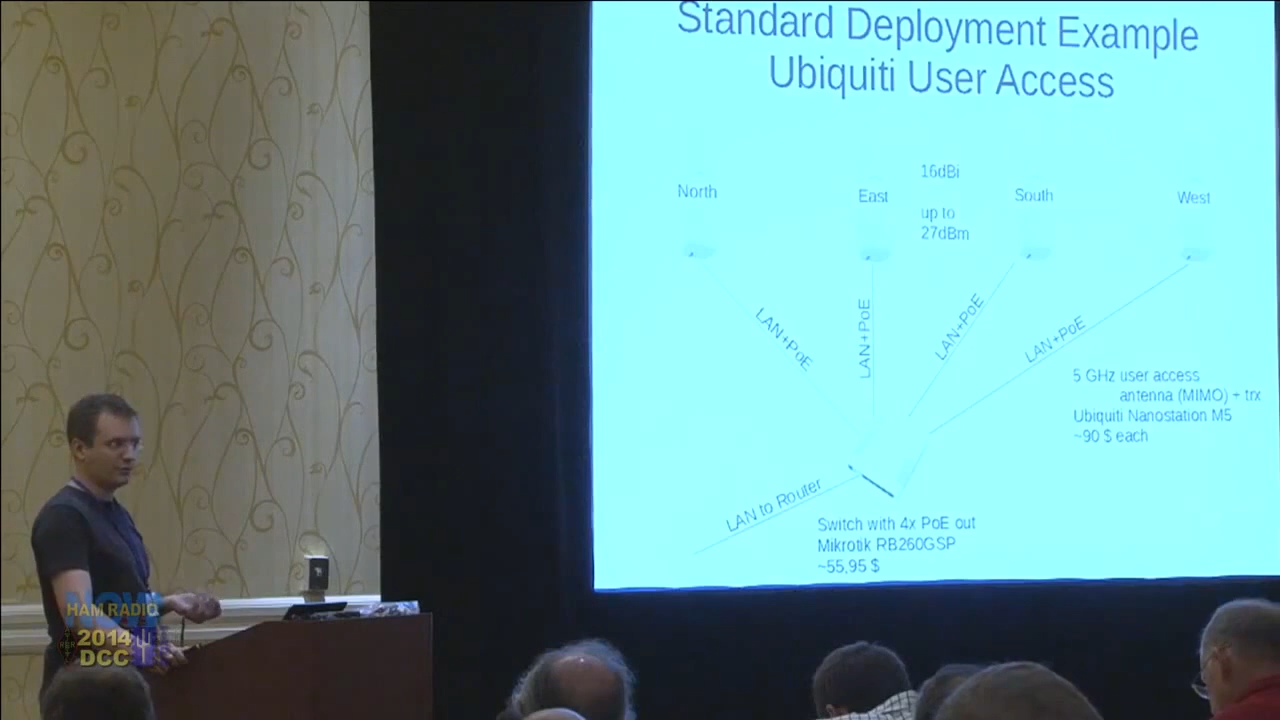 Standard Deployment Example
Ubiquiti User Access
16dBi
North
East
South
West
up to
27dBm
LAN+PoE
LAN+PoE
LAN+PoE
LAN+PoE
5 GHz user access
antenna (MIMO) + trx
Ubiquiti Nanostation M5
~90 $ each
LAN to Router
Switch with 4x PoE out
Mikrotik RB260GSP
~55,95 $
NOW
HAM RADIO
2014
DCC